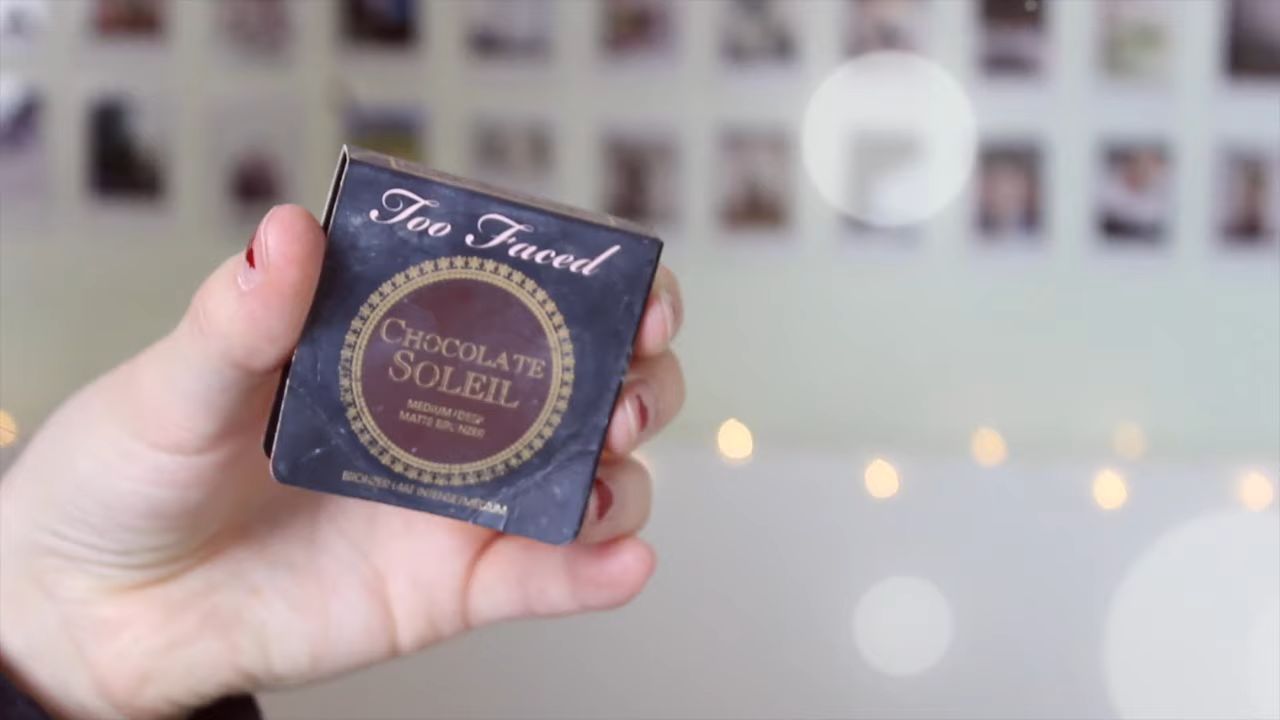 Too Faced
CHOCOLATE
SOLEIL
MEDIUM/DEEP
MATTE BRONZER